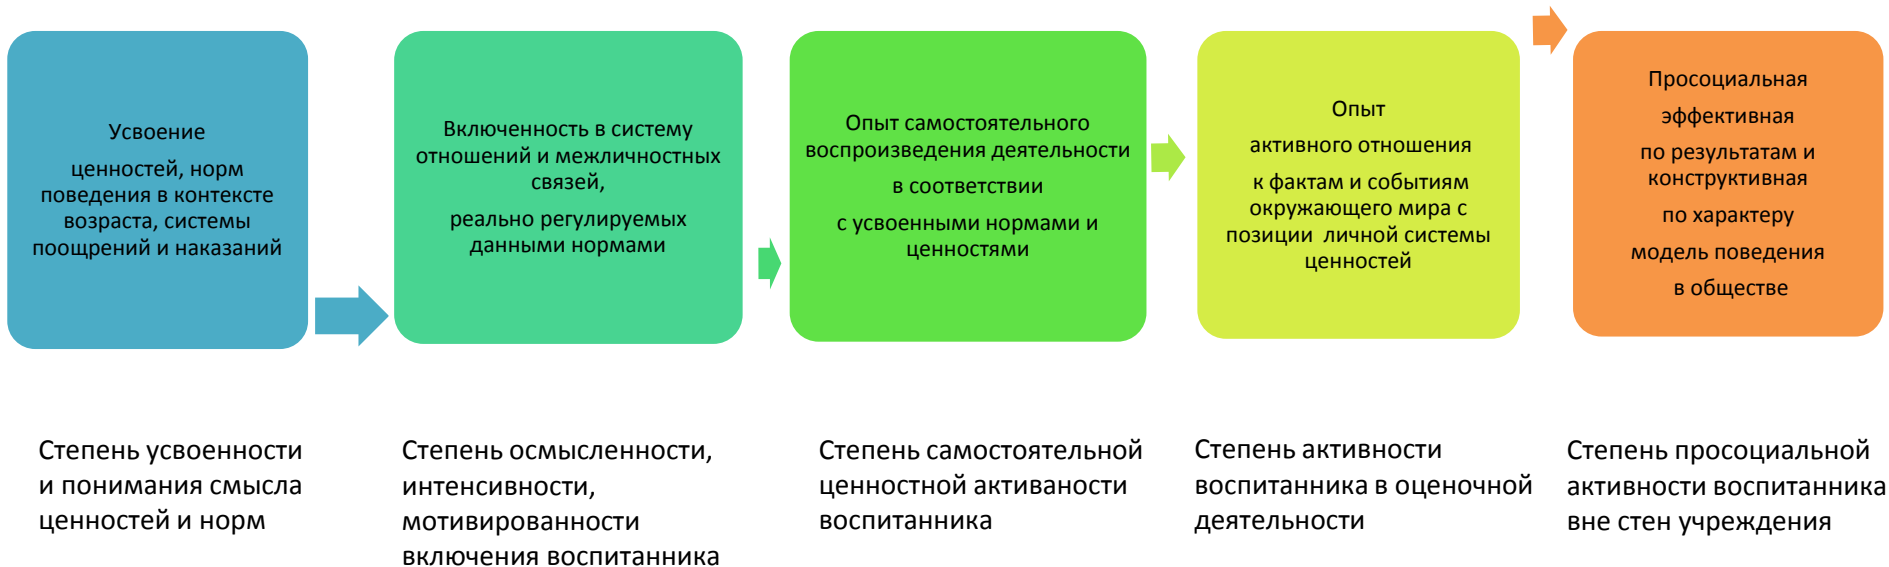 Усвоение
ценностей, норм
поведения в контексте
возраста, системы
поощрений и наказаний
Включенность в систему
отношений и межличностных
связей,
реально регулируемых
данными нормами
Опыт самостоятельного
воспроизведения деятельности
в соответствии
с усвоенными нормами и
ценностями
Опыт
активного отношения
к фактам и событиям
окружающего мира с
позиции  личной системы
ценностей
Просоциальная
эффективная
по результатам и
конструктивная
по характеру
модель поведения
в обществе
Степень усвоенности
и понимания смысла
ценностей и норм
Степень осмысленности,
интенсивности,
мотивированности
включения воспитанника
Степень самостоятельной
ценностной активаности
воспитанника
Степень активности
воспитанника в оценочной
деятельности
Степень просоциальной
активности воспитанника
вне стен учреждения